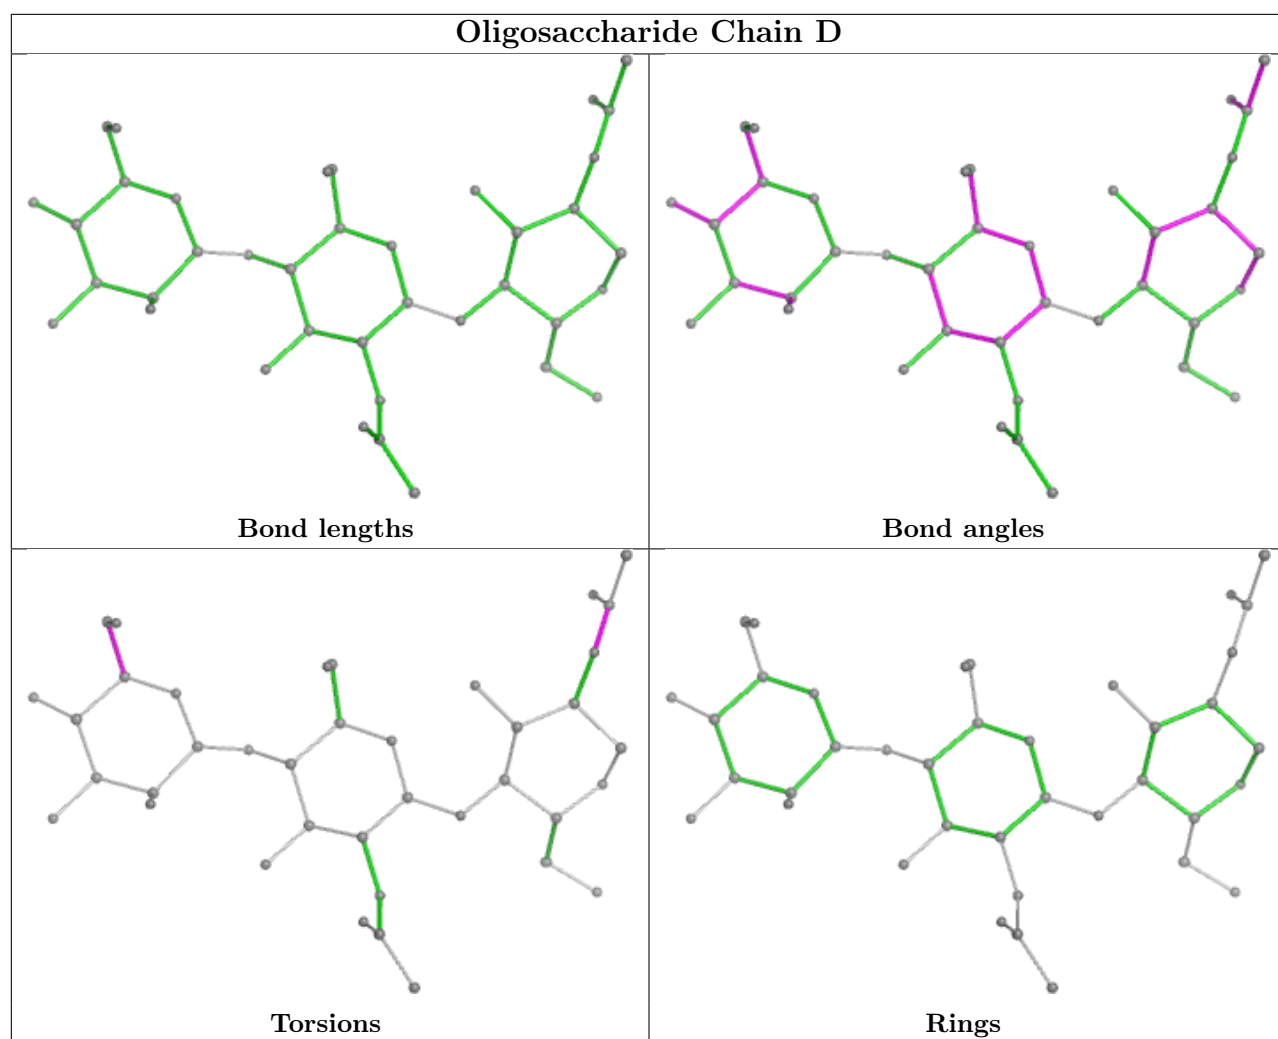 Oligosaccharide Chain D
Bond lengths
Bond angles
Torsions
Rings